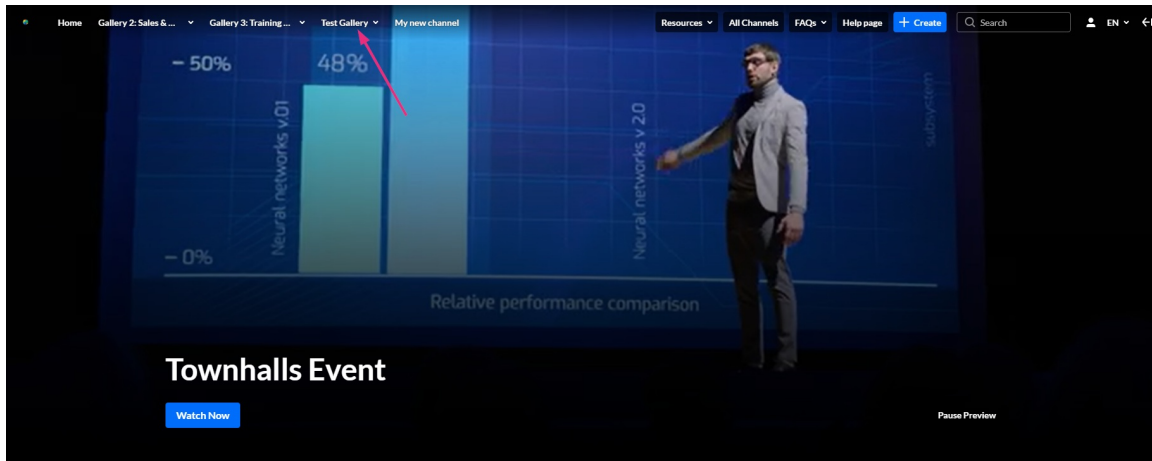 Home Gallery 2: Sales & ... Gallery 3: Training ... Test Gallery My new channel Resources All Channels FAQs Help page + Create Search EN
- 50%
48%
Neural networks v.01
Neural networks v 2.0
subsystem
- 0%
Relative performance comparison
Townhalls Event
Watch Now
Pause Preview